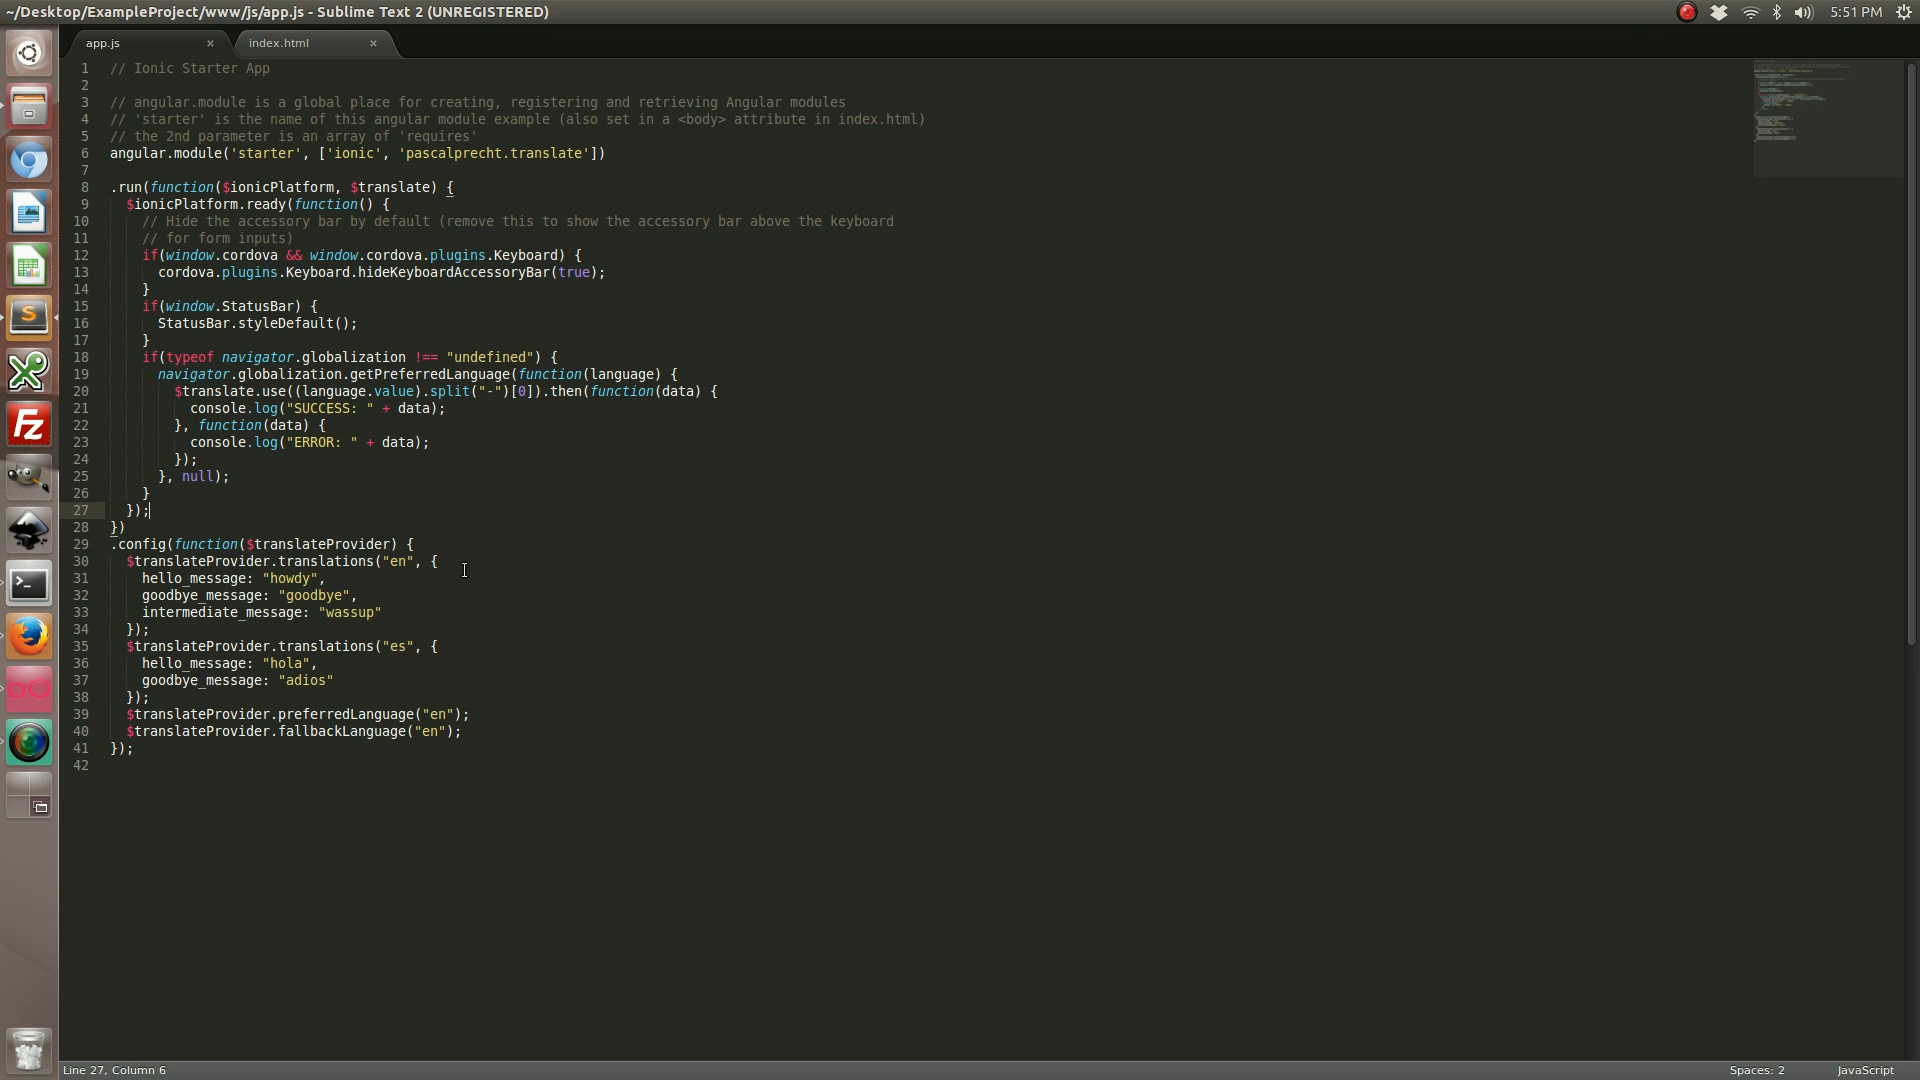 ~/Desktop/ExampleProject/www/js/app.js - Sublime Text 2 (UNREGISTERED)
5:51 PM
app.js × index.html ×
1 // Ionic Starter App
2
3 // angular.module is a global place for creating, registering and retrieving Angular modules
4 // 'starter' is the name of this angular module example (also set in a <body> attribute in index.html)
5 // the 2nd parameter is an array of 'requires'
6 angular.module('starter', ['ionic', 'pascalprecht.translate'])
7
8 .run(function($ionicPlatform, $translate) {
9   $ionicPlatform.ready(function() {
10     // Hide the accessory bar by default (remove this to show the accessory bar above the keyboard
11     // for form inputs)
12     if(window.cordova && window.cordova.plugins.Keyboard) {
13       cordova.plugins.Keyboard.hideKeyboardAccessoryBar(true);
14     }
15     if(window.StatusBar) {
16       StatusBar.styleDefault();
17     }
18     if(typeof navigator.globalization !== "undefined") {
19       navigator.globalization.getPreferredLanguage(function(language) {
20         $translate.use((language.value).split("-")[0]).then(function(data) {
21           console.log("SUCCESS: " + data);
22         }, function(data) {
23           console.log("ERROR: " + data);
24         });
25       }, null);
26     }
27   });
28 })
29 .config(function($translateProvider) {
30   $translateProvider.translations("en", {
31     hello_message: "howdy",
32     goodbye_message: "goodbye",
33     intermediate_message: "wassup"
34   });
35   $translateProvider.translations("es", {
36     hello_message: "hola",
37     goodbye_message: "adios"
38   });
39   $translateProvider.preferredLanguage("en");
40   $translateProvider.fallbackLanguage("en");
41 });
42
Line 27, Column 6
Spaces: 2
JavaScript